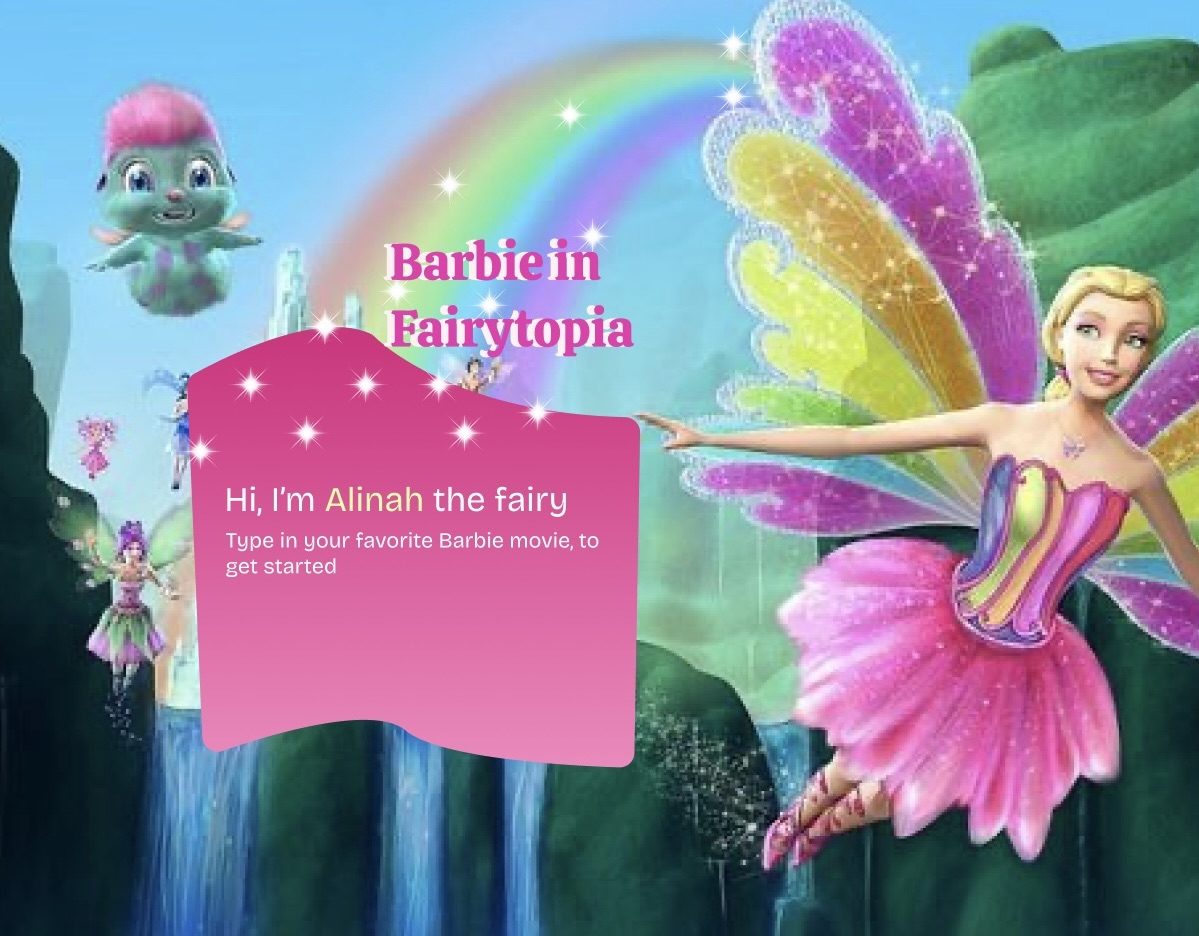 Barbie in
Fairytopia
Hi, I'm Alinah the fairy
Type in your favorite Barbie movie, to
get started